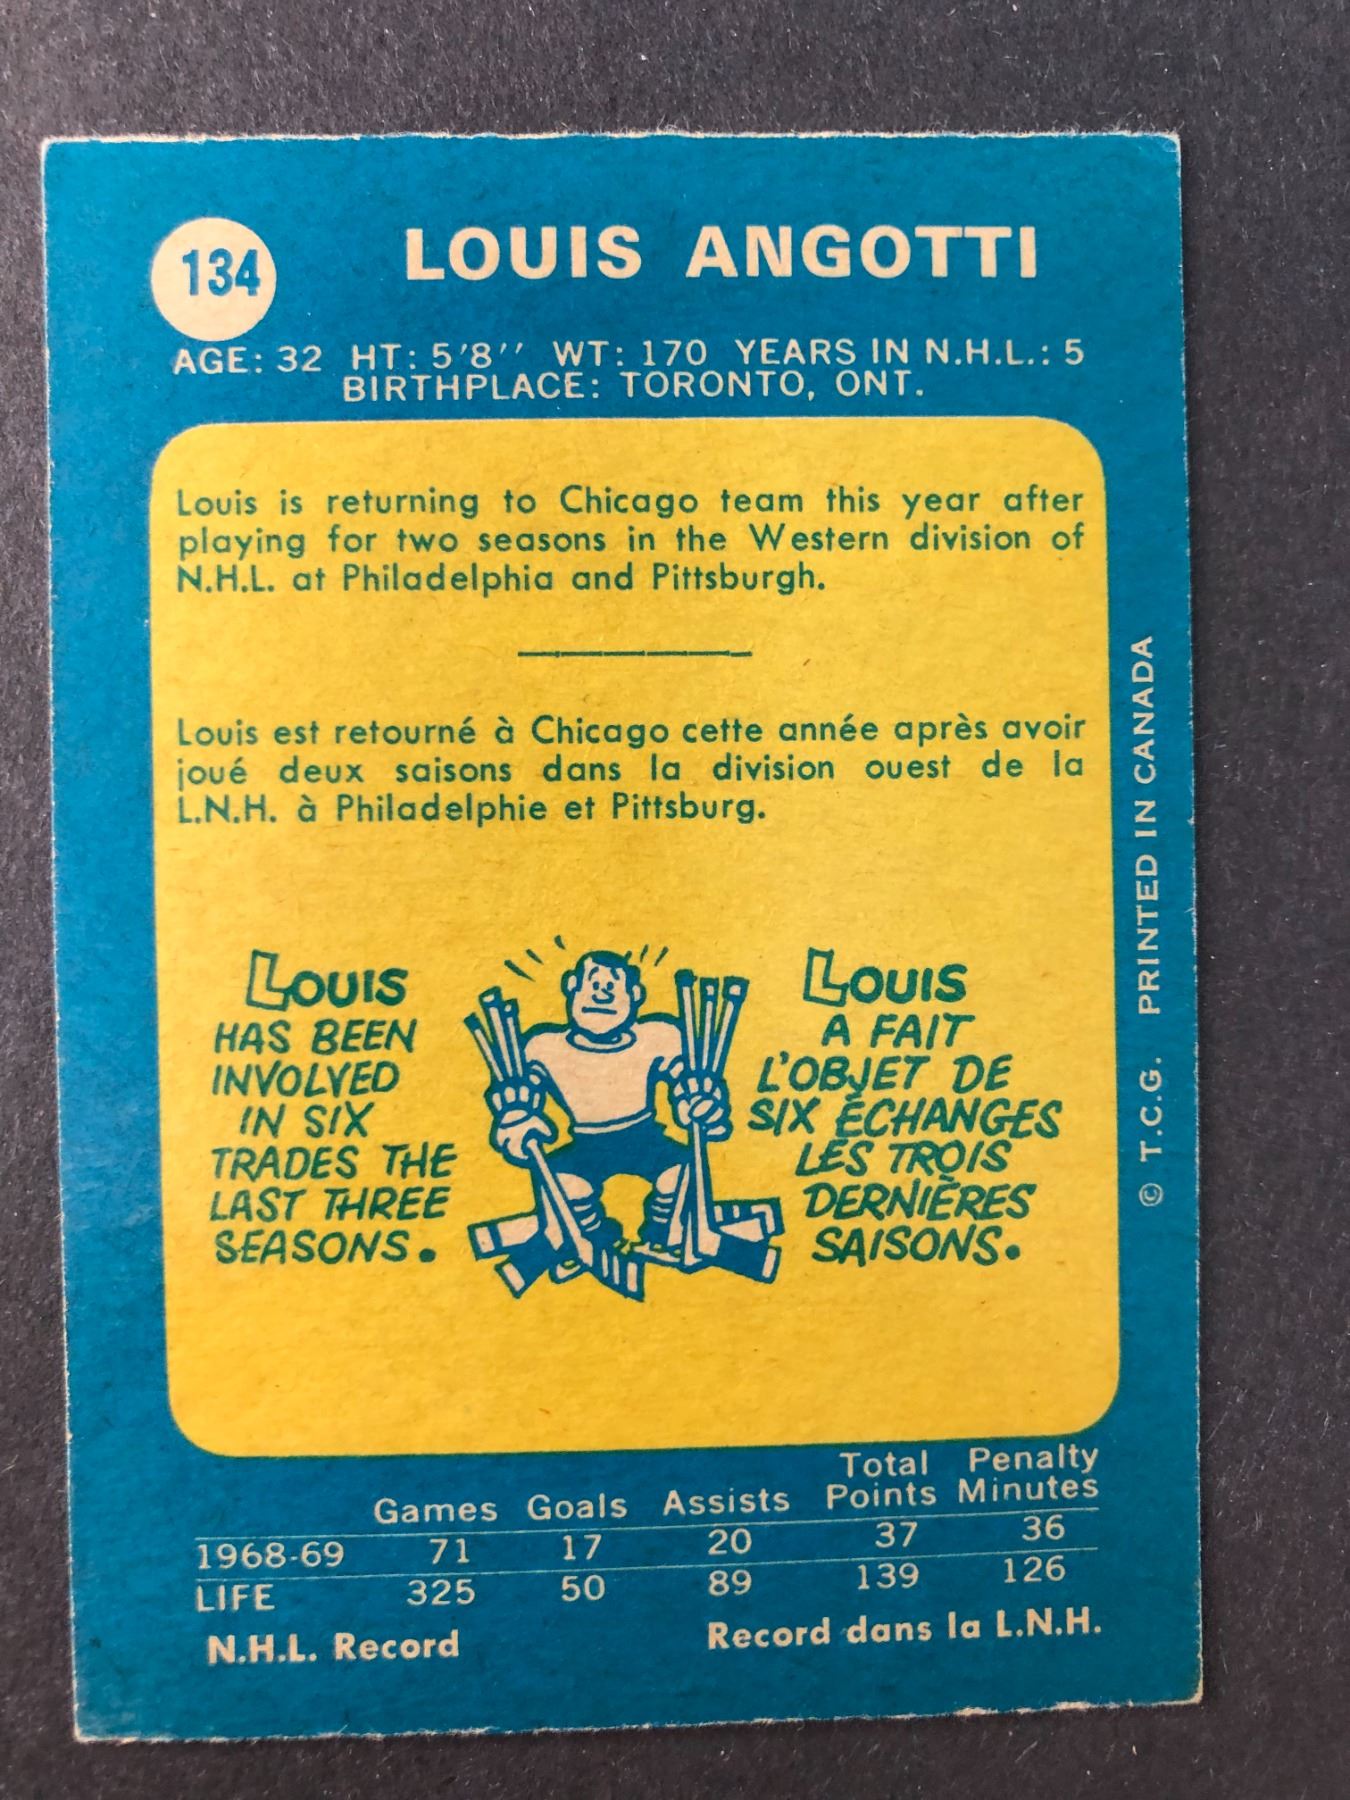 134
LOUIS ANGOTTI
AGE: 32 HT: 5'8'' WT: 170 YEARS IN N.H.L.: 5
BIRTHPLACE: TORONTO, ONT.
Louis is returning to Chicago team this year after
playing for two seasons in the Western division of
N.H.L. at Philadelphia and Pittsburgh.
Louis est retourné à Chicago cette année après avoir
joué deux saisons dans la division ouest de la
L.N.H. à Philadelphie et Pittsburg.
LOUIS
HAS BEEN
INVOLVED
IN SIX
TRADES THE
LAST THREE
SEASONS.
LOUIS
A FAIT
L'OBJET DE
SIX ÉCHANGES
LES TROIS
DERNIÈRES
SAISONS.
© T.C.G. PRINTED IN CANADA
Games Goals Assists Total Points Penalty Minutes
1968-69 71 17 20 37 36
LIFE 325 50 89 139 126
N.H.L. Record Record dans la L.N.H.